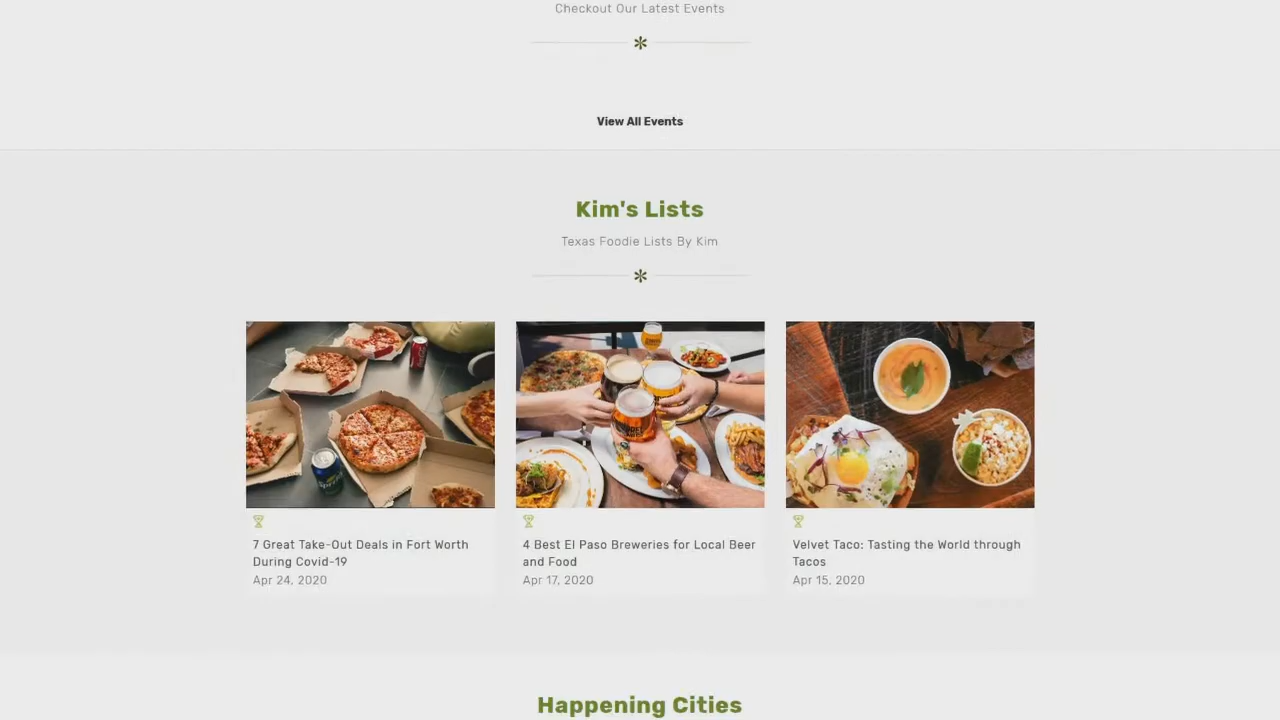 Checkout Our Latest Events
View All Events
Kim's Lists
Texas Foodie Lists By Kim
7 Great Take-Out Deals in Fort Worth
During Covid-19
Apr 24, 2020
4 Best El Paso Breweries for Local Beer
and Food
Apr 17, 2020
Velvet Taco: Tasting the World through
Tacos
Apr 15, 2020
Happening Cities